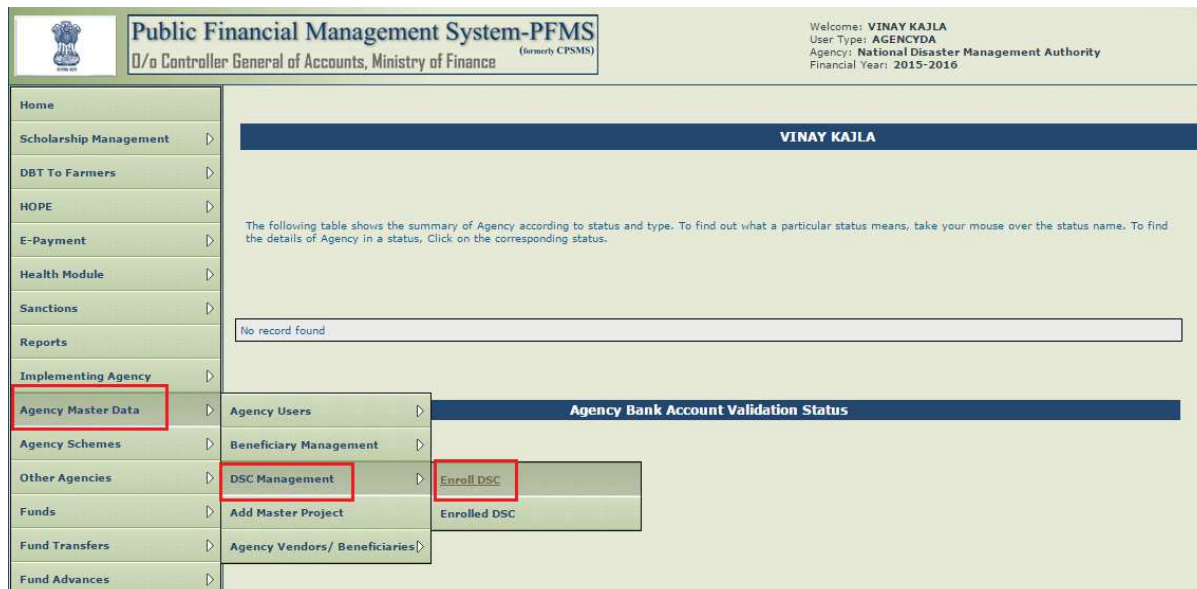 Public Financial Management System-PFMS
(formerly CPSMS)
O/o Controller General of Accounts, Ministry of Finance
Welcome: VINAY KAJLA
User Type: AGENCYDA
Agency: National Disaster Management Authority
Financial Year: 2015-2016
Home
Scholarship Management
DBT To Farmers
HOPE
E-Payment
Health Module
Sanctions
Reports
Implementing Agency
Agency Master Data
Agency Schemes
Other Agencies
Funds
Fund Transfers
Fund Advances
VINAY KAJLA
The following table shows the summary of Agency according to status and type. To find out what a particular status means, take your mouse over the status name. To find
the details of Agency in a status, Click on the corresponding status.
No record found
Agency Bank Account Validation Status
Agency Users
Beneficiary Management
DSC Management
Add Master Project
Agency Vendors/ Beneficiaries
Enroll DSC
Enrolled DSC